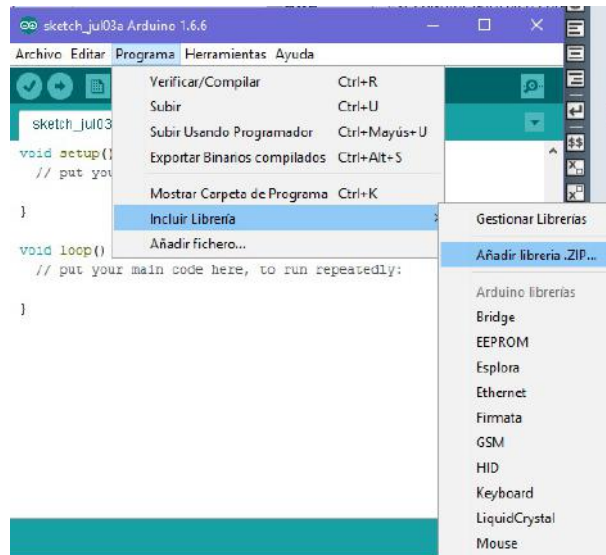 sketch_jul03a Arduino 1.6.6
Archivo Editar Programa Herramientas Ayuda
sketch_jul03
Verificar/Compilar Ctrl+R
Subir Ctrl+U
Subir Usando Programador Ctrl+Mayús+U
Exportar Binarios compilados Ctrl+Alt+S
Mostrar Carpeta de Programa Ctrl+K
Incluir Librería
Añadir fichero...
void setup()
// put you
}
void loop()
// put your main code here, to run repeatedly:
}
Gestionar Librerías
Añadir libreria .ZIP...
Arduino librerías
Bridge
EEPROM
Esplora
Ethernet
Firmata
GSM
HID
Keyboard
LiquidCrystal
Mouse
$$